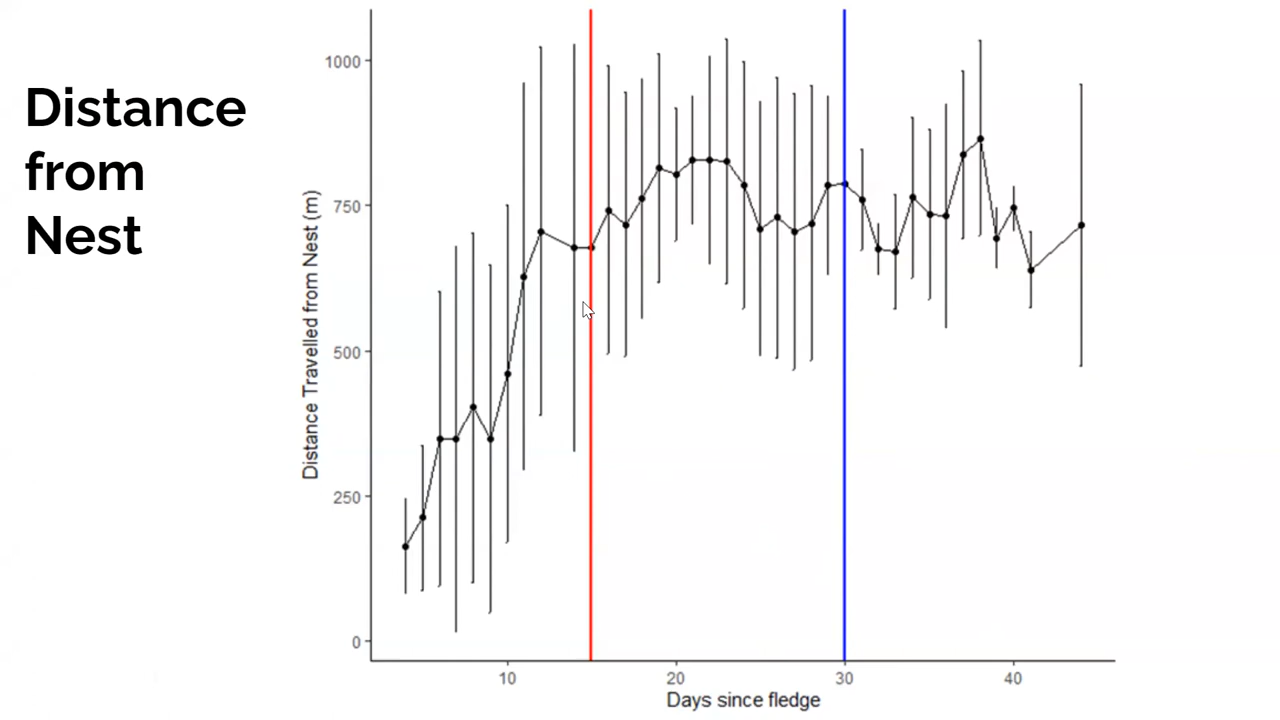 Distance
from
Nest
Distance Travelled from Nest (m)
1000
750
500
250
0
10
20
30
40
Days since fledge